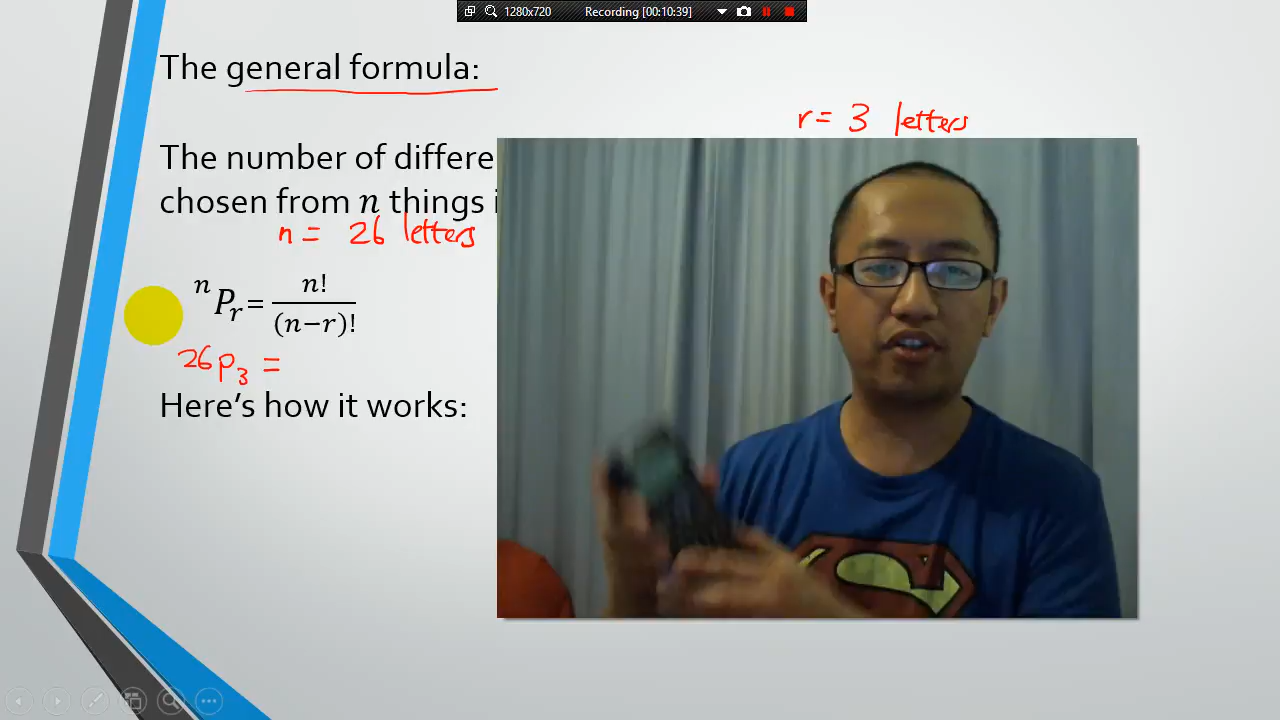 1280x720 Recording [00:10:39]
The general formula:
r = 3 letters
The number of differe
chosen from n things i
n = 26 letters
ⁿPᵣ= n!/(n−r)!
26P₃ =
Here's how it works:
S